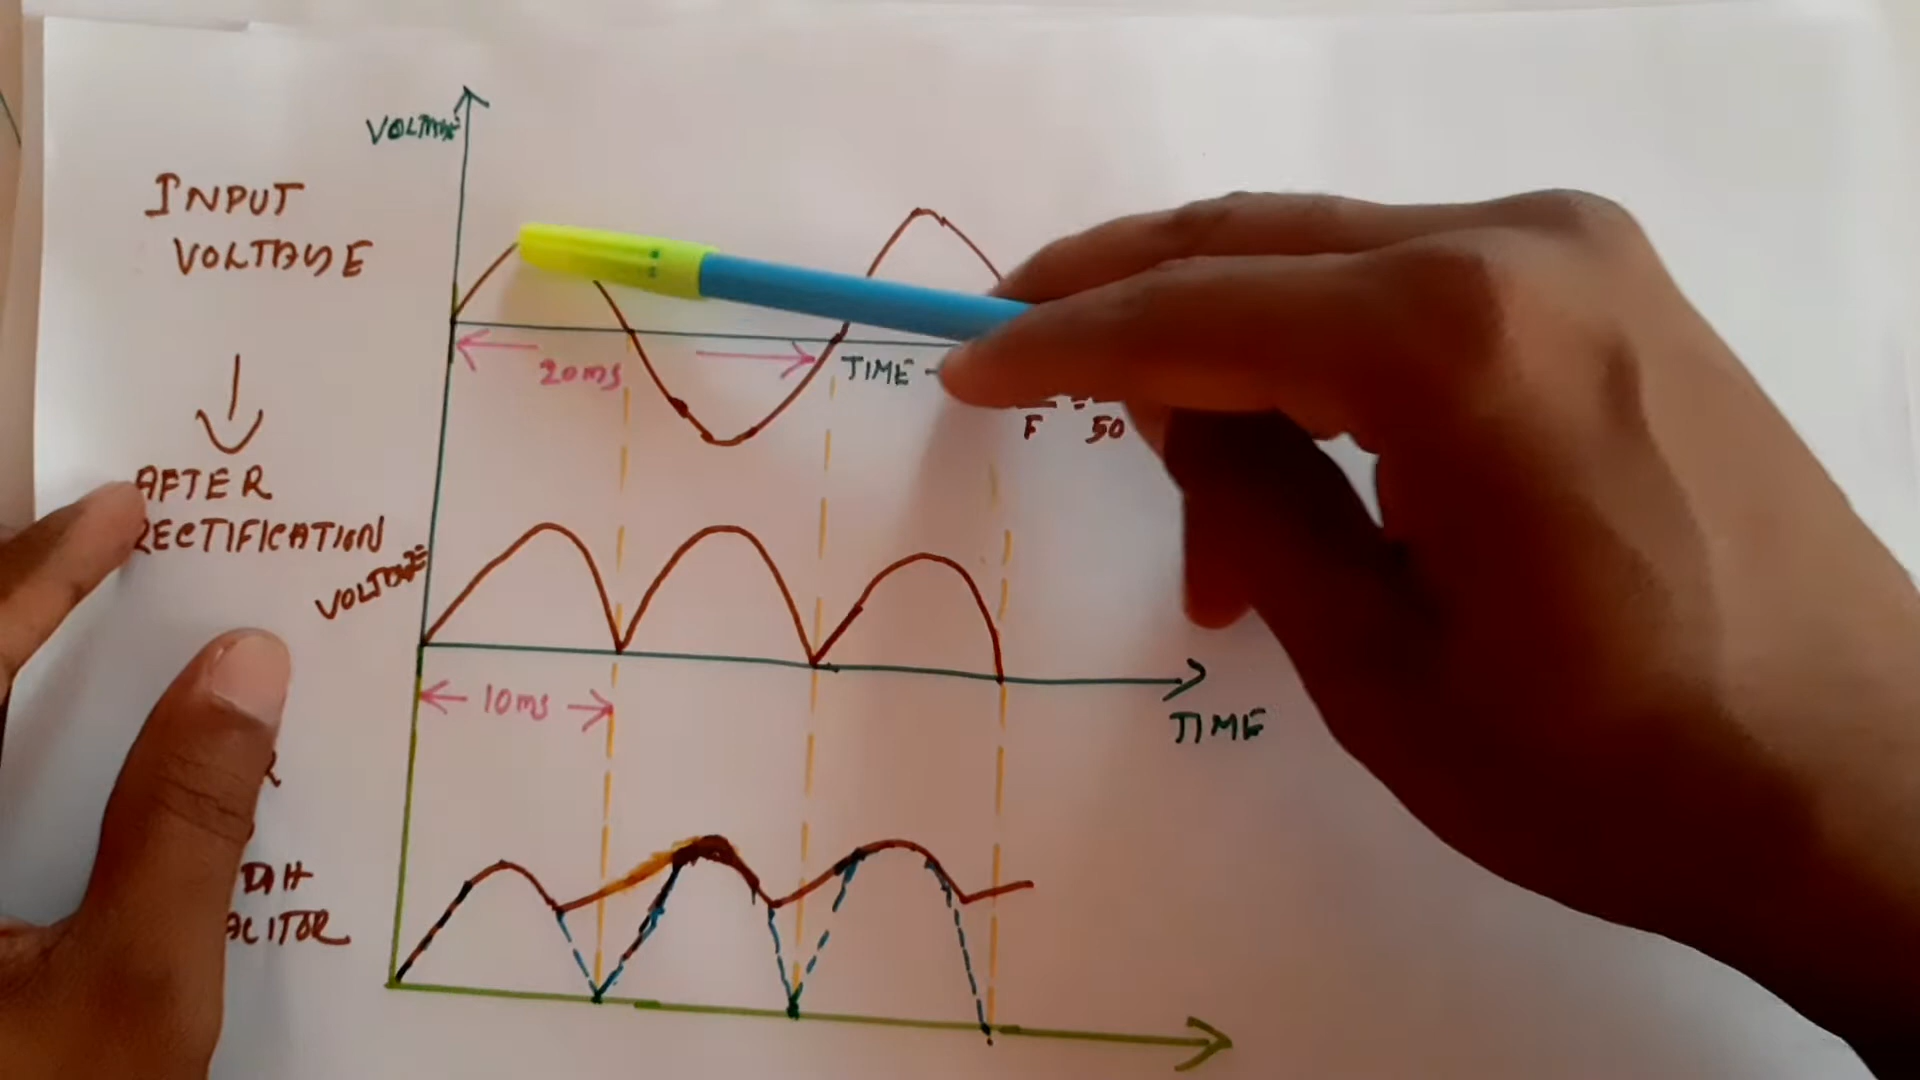 VOLTAGE
INPUT
VOLTAGE
20ms
TIME
F = 50
AFTER
RECTIFICATION
VOLTAGE
10ms
TIME